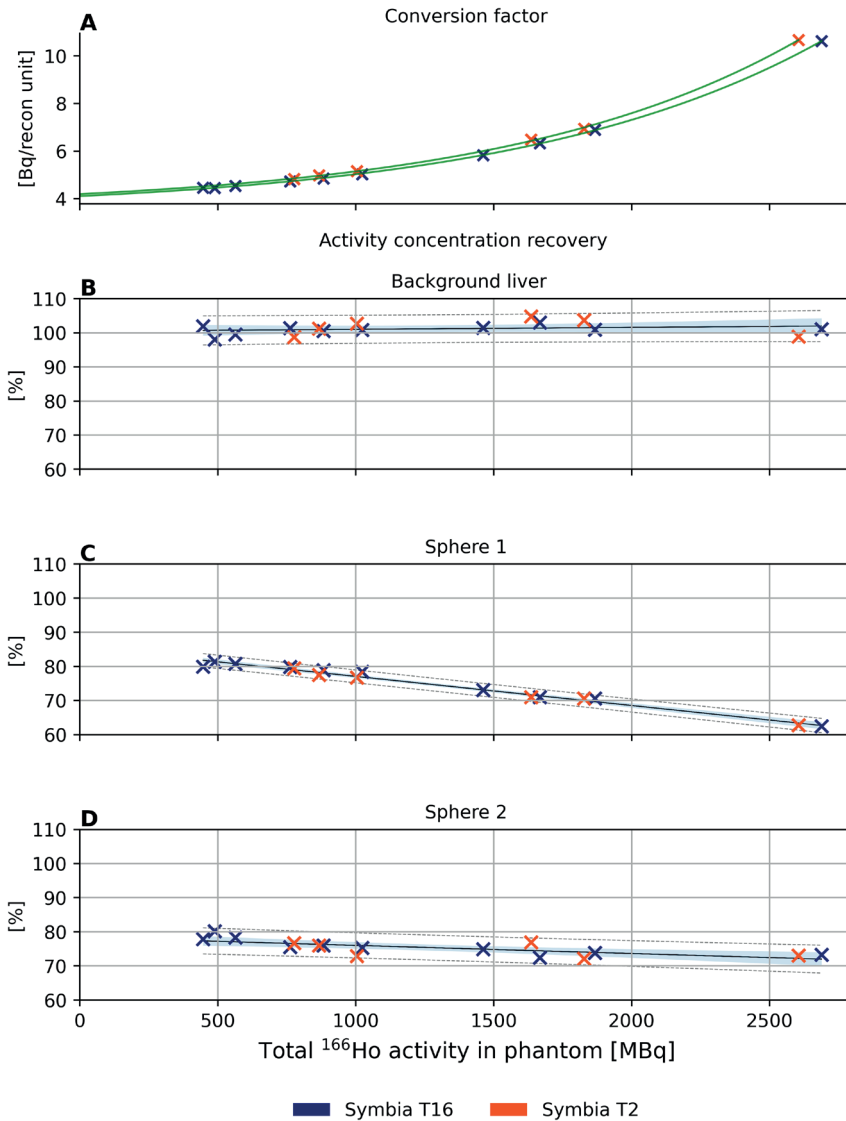 A
Conversion factor
[Bq/recon unit]
10
8
6
4
Activity concentration recovery
B
Background liver
[%]
110
100
90
80
70
60
C
Sphere 1
[%]
110
100
90
80
70
60
D
Sphere 2
[%]
110
100
90
80
70
60
0 500 1000 1500 2000 2500
Total ¹⁶⁶Ho activity in phantom [MBq]
Symbia T16 Symbia T2